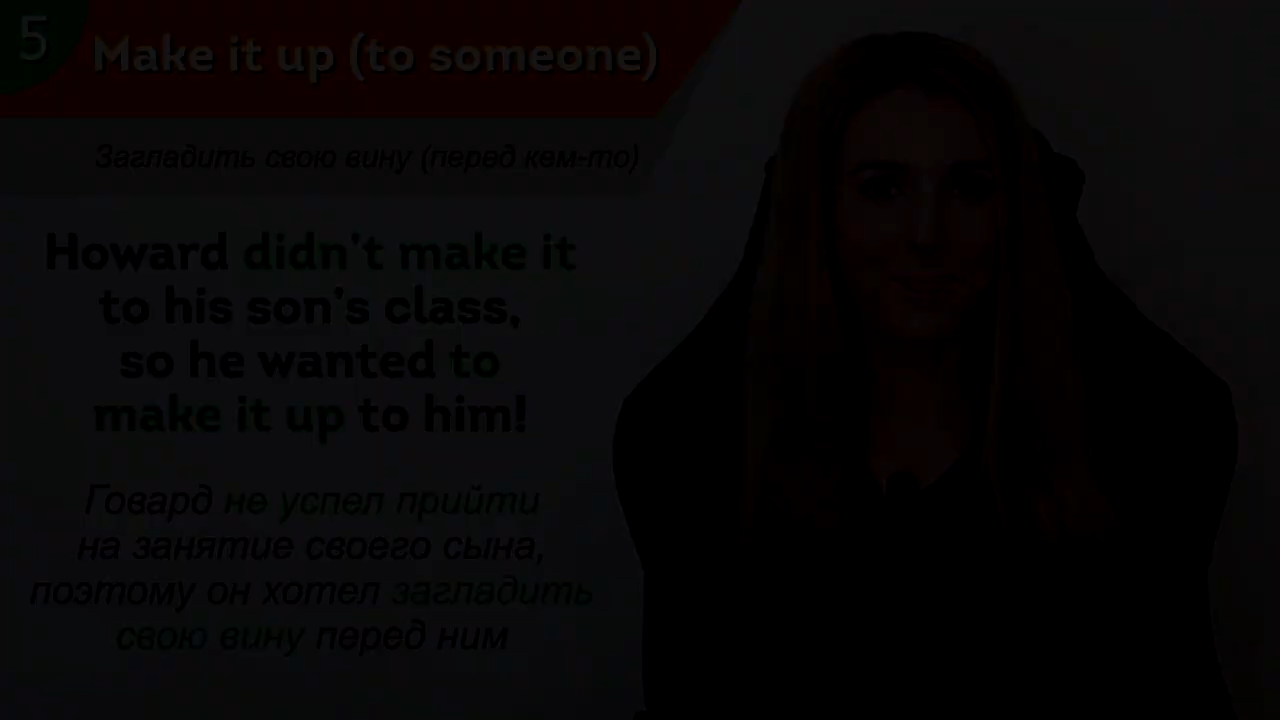 5
Make it up (to someone)
Загладить свою вину (перед кем-то)
Howard didn't make it
to his son's class,
so he wanted to
make it up to him!
Говард не успел прийти
на занятие своего сына,
поэтому он хотел загладить
свою вину перед ним